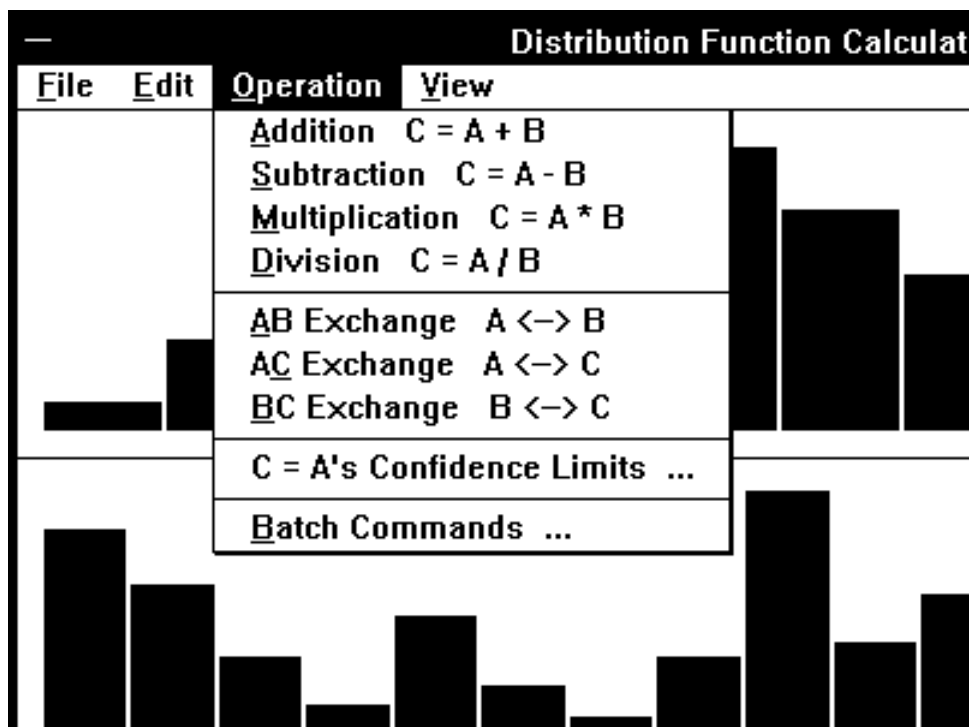 Distribution Function Calculat
File Edit Operation View
Addition C = A + B
Subtraction C = A - B
Multiplication C = A * B
Division C = A / B
AB Exchange A <–> B
AC Exchange A <–> C
BC Exchange B <–> C
C = A's Confidence Limits ...
Batch Commands ...